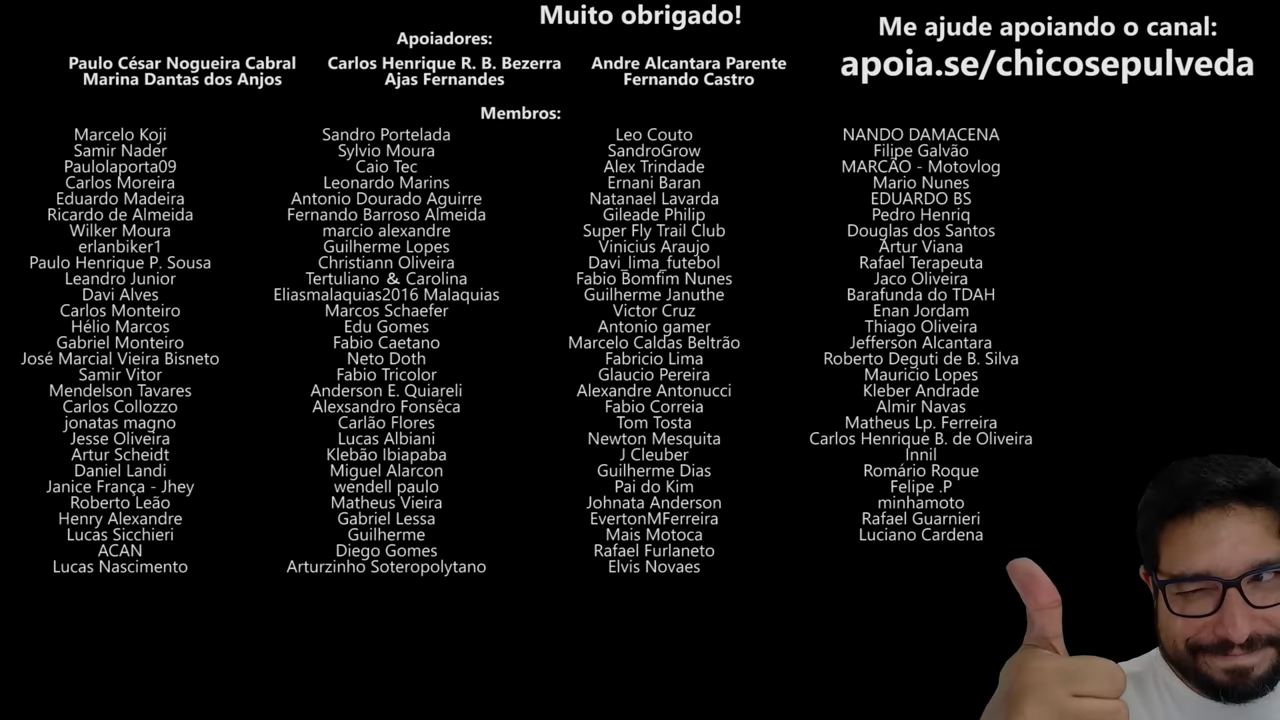 Muito obrigado!
Me ajude apoiando o canal:
apoia.se/chicosepulveda
Apoiadores:
Paulo César Nogueira Cabral
Marina Dantas dos Anjos
Carlos Henrique R. B. Bezerra
Ajas Fernandes
Andre Alcantara Parente
Fernando Castro
Membros:
Marcelo Koji
Samir Nader
Paulolaporta09
Carlos Moreira
Eduardo Madeira
Ricardo de Almeida
Wilker Moura
erlanbiker1
Paulo Henrique P. Sousa
Leandro Junior
Davi Alves
Carlos Monteiro
Hélio Marcos
Gabriel Monteiro
José Marcial Vieira Bisneto
Samir Vitor
Mendelson Tavares
Carlos Collozzo
jonatas magno
Jesse Oliveira
Artur Scheidt
Daniel Landi
Janice França - Jhey
Roberto Leão
Henry Alexandre
Lucas Sicchieri
ACAN
Lucas Nascimento
Sandro Portelada
Sylvio Moura
Caio Tec
Leonardo Marins
Antonio Dourado Aguirre
Fernando Barroso Almeida
marcio alexandre
Guilherme Lopes
Christiann Oliveira
Tertuliano & Carolina
Eliasmalaquias2016 Malaquias
Marcos Schaefer
Edu Gomes
Fabio Caetano
Neto Doth
Fabio Tricolor
Anderson E. Quiareli
Alexsandro Fonsêca
Carlão Flores
Lucas Albiani
Klebão Ibiapaba
Miguel Alarcon
wendell paulo
Matheus Vieira
Gabriel Lessa
Guilherme
Diego Gomes
Arturzinho Soteropolytano
Leo Couto
SandroGrow
Alex Trindade
Ernani Baran
Natanael Lavarda
Gileade Philip
Super Fly Trail Club
Vinicius Araujo
Davi_lima_futebol
Fabio Bomfim Nunes
Guilherme Januthe
Victor Cruz
Antonio gamer
Marcelo Caldas Beltrão
Fabricio Lima
Glaucio Pereira
Alexandre Antonucci
Fabio Correia
Tom Tosta
Newton Mesquita
J Cleuber
Guilherme Dias
Pai do Kim
Johnata Anderson
EvertonMFerreira
Mais Motoca
Rafael Furlaneto
Elvis Novaes
NANDO DAMACENA
Filipe Galvão
MARCÃO - Motovlog
Mario Nunes
EDUARDO BS
Pedro Henriq
Douglas dos Santos
Artur Viana
Rafael Terapeuta
Jaco Oliveira
Barafunda do TDAH
Enan Jordam
Thiago Oliveira
Jefferson Alcantara
Roberto Deguti de B. Silva
Mauricio Lopes
Kleber Andrade
Almir Navas
Matheus Lp. Ferreira
Carlos Henrique B. de Oliveira
Innil
Romário Roque
Felipe .P
minhamoto
Rafael Guarnieri
Luciano Cardena